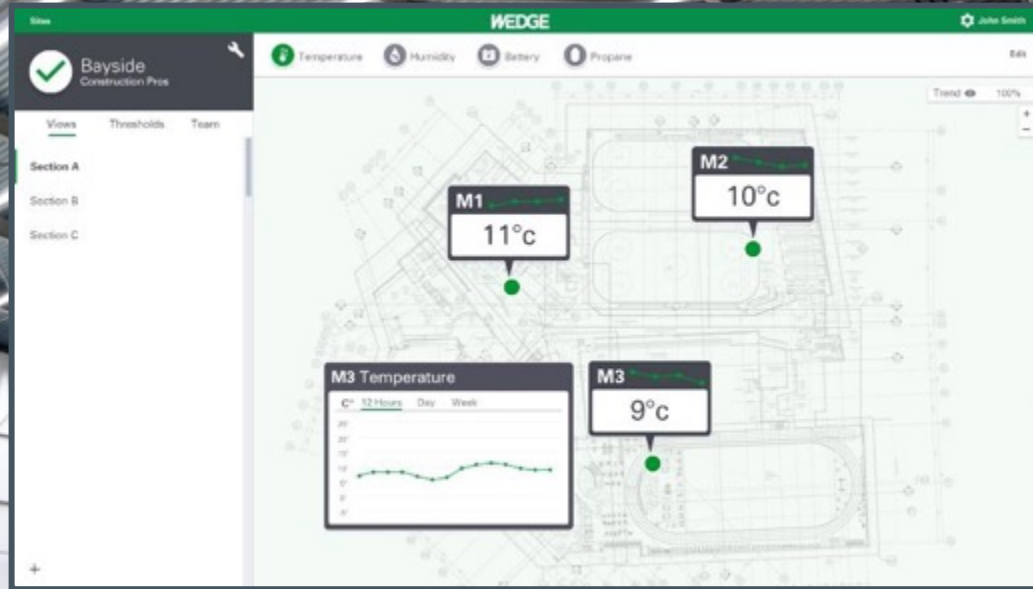 Sites
WEDGE
John Smith
Bayside
Construction Pros
Temperature
Humidity
Battery
Propane
Edit
Views
Thresholds
Team
Trend
100%
+
−
Section A
Section B
Section C
M1
11°c
M2
10°c
M3 Temperature
C° 12 Hours Day Week
M3
9°c
+